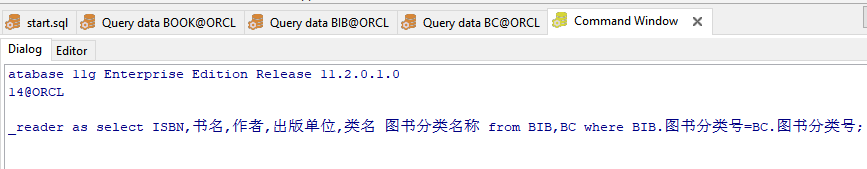 start.sql
Query data BOOK@ORCL
Query data BIB@ORCL
Query data BC@ORCL
Command Window
Dialog
Editor
atabase 11g Enterprise Edition Release 11.2.0.1.0
14@ORCL
_reader as select ISBN,书名,作者,出版单位,类名 图书分类名称 from BIB,BC where BIB.图书分类号=BC.图书分类号;